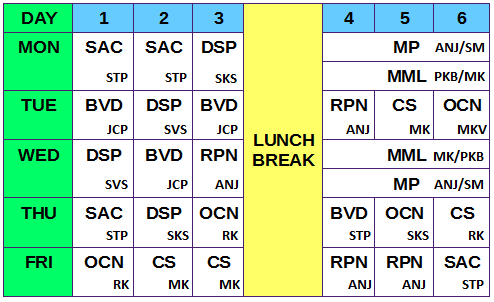 DAY 1 2 3 4 5 6
MON SAC SAC DSP MP ANJ/SM
STP STP SKS MML PKB/MK
TUE BVD DSP BVD RPN CS OCN
JCP SVS JCP ANJ MK MKV
LUNCH
BREAK
WED DSP BVD RPN MML MK/PKB
SVS JCP ANJ MP ANJ/SM
THU SAC DSP OCN BVD OCN CS
STP SKS RK STP SKS RK
FRI OCN CS CS RPN RPN SAC
RK MK MK ANJ ANJ STP